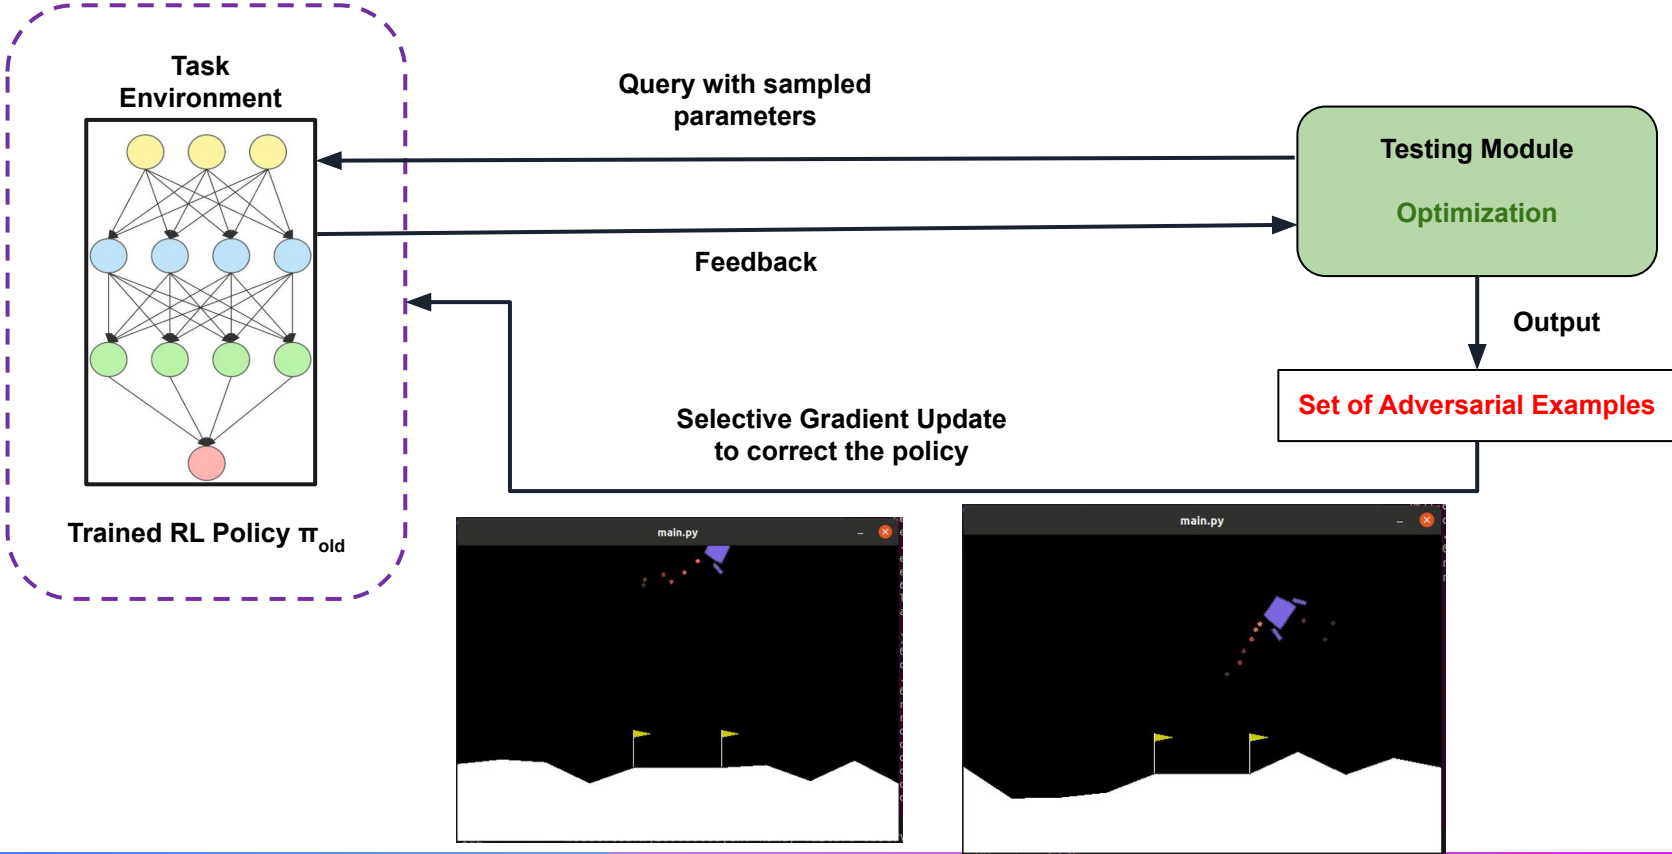 Task
Environment
Query with sampled
parameters
Testing Module
Optimization
Feedback
Output
Set of Adversarial Examples
Selective Gradient Update
to correct the policy
Trained RL Policy πold
main.py
main.py